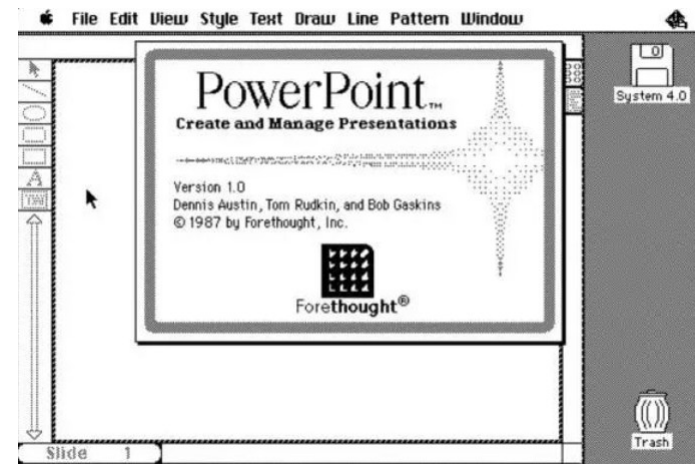 File Edit View Style Text Draw Line Pattern Window
0
System 4.0
PowerPoint™
Create and Manage Presentations
Version 1.0
Dennis Austin, Tom Rudkin, and Bob Gaskins
© 1987 by Forethought, Inc.
Forethought®
A
Slide 1
Trash